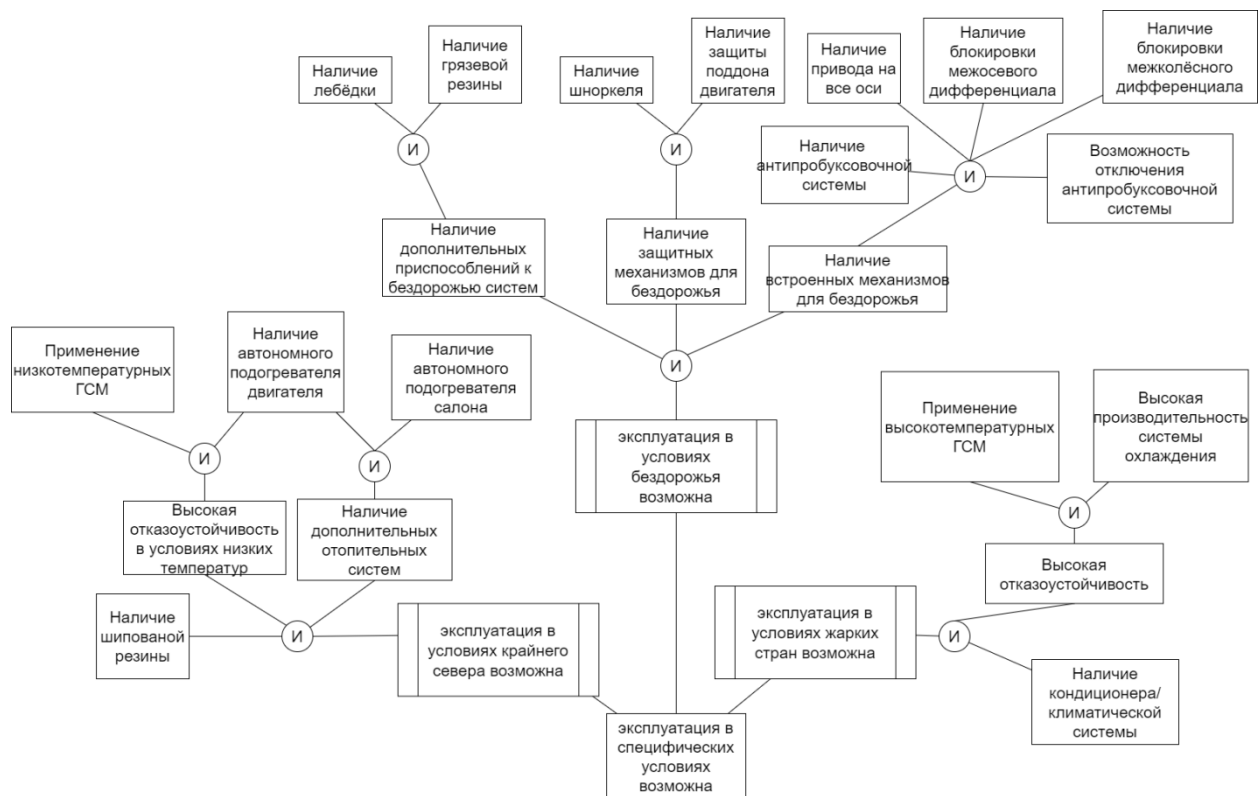 Наличие
лебёдки
Наличие
грязевой
резины
Наличие
шноркеля
Наличие
защиты
поддона
двигателя
Наличие
привода на
все оси
Наличие
блокировки
межосевого
дифференциала
Наличие
блокировки
межколёсного
дифференциала
И
И
Наличие
антипробуксовочной
системы
И
Возможность
отключения
антипробуксовочной
системы
Наличие
дополнительных
приспособлений к
бездорожью систем
Наличие
защитных
механизмов для
бездорожья
Наличие
встроенных механизмов
для бездорожья
И
Применение
низкотемпературных
ГСМ
Наличие
автономного
подогревателя
двигателя
Наличие
автономного
подогревателя
салона
И
И
эксплуатация в
условиях
бездорожья
возможна
Применение
высокотемпературных
ГСМ
Высокая
производительность
системы
охлаждения
И
Высокая
отказоустойчивость
в условиях низких
температур
Наличие
дополнительных
отопительных
систем
Высокая
отказоустойчивость
Наличие
шипованой
резины
И
эксплуатация в
условиях крайнего
севера возможна
эксплуатация в
условиях жарких
стран возможна
И
Наличие
кондиционера/
климатической
системы
эксплуатация в
специфических
условиях
возможна